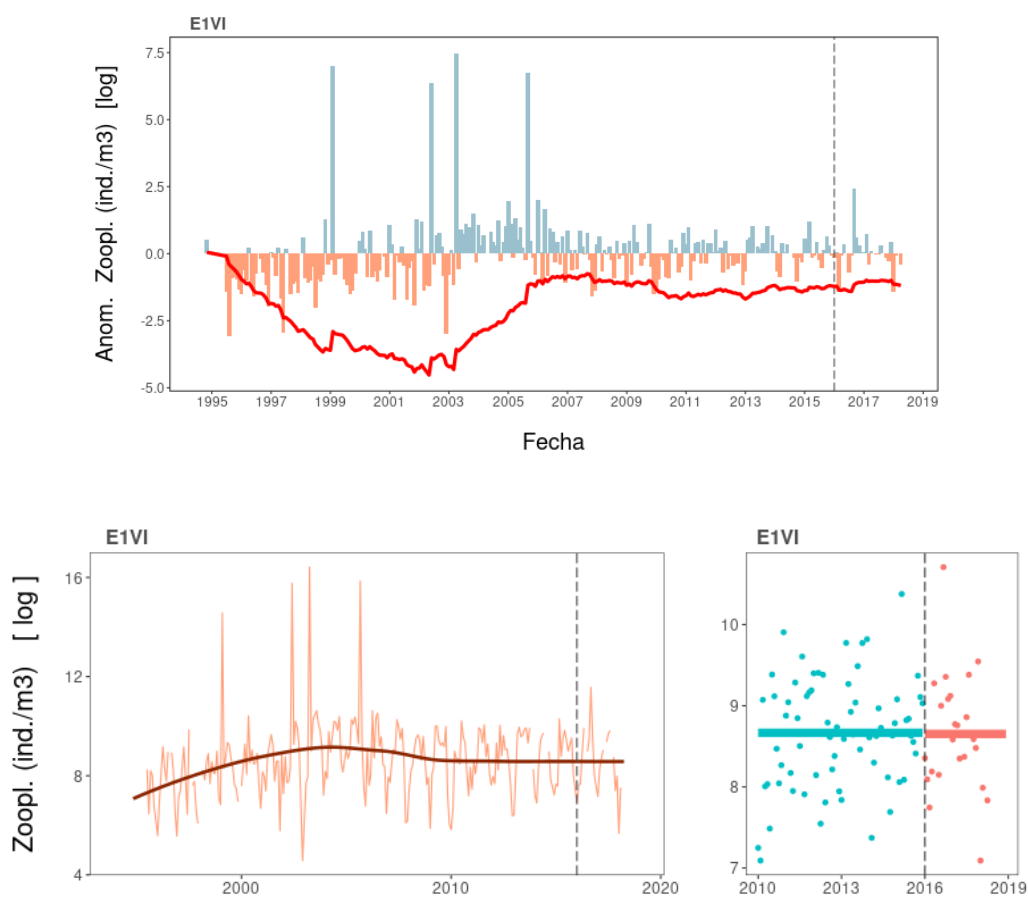 E1VI
Anom. Zoopl. (ind./m3) [log]
7.5
5.0
2.5
0.0
-2.5
-5.0
1995 1997 1999 2001 2003 2005 2007 2009 2011 2013 2015 2017 2019
Fecha
E1VI
Zoopl. (ind./m3) [ log ]
16
12
8
4
2000 2010 2020
E1VI
10
9
8
7
2010 2013 2016 2019